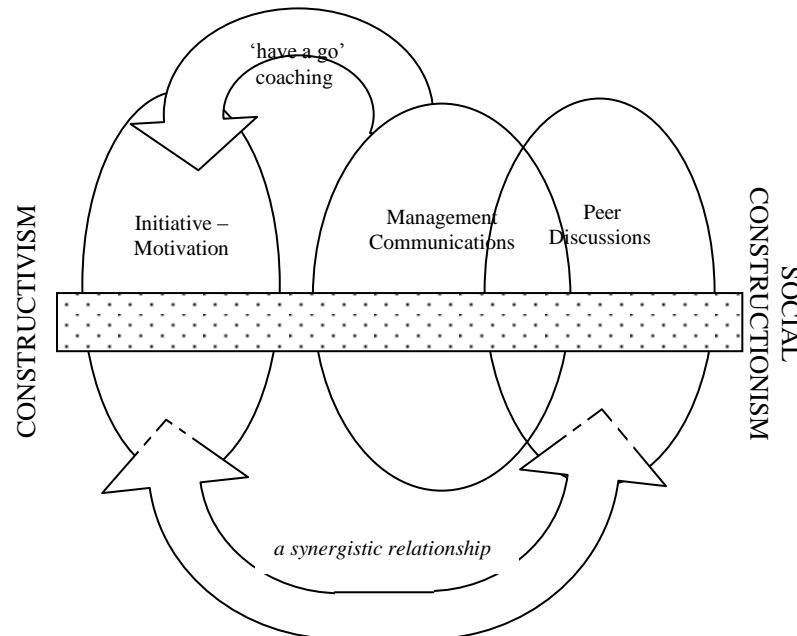 ‘have a go’
coaching
Initiative –
Motivation
Management
Communications
Peer
Discussions
CONSTRUCTIVISM
SOCIAL
CONSTRUCTIONISM
a synergistic relationship